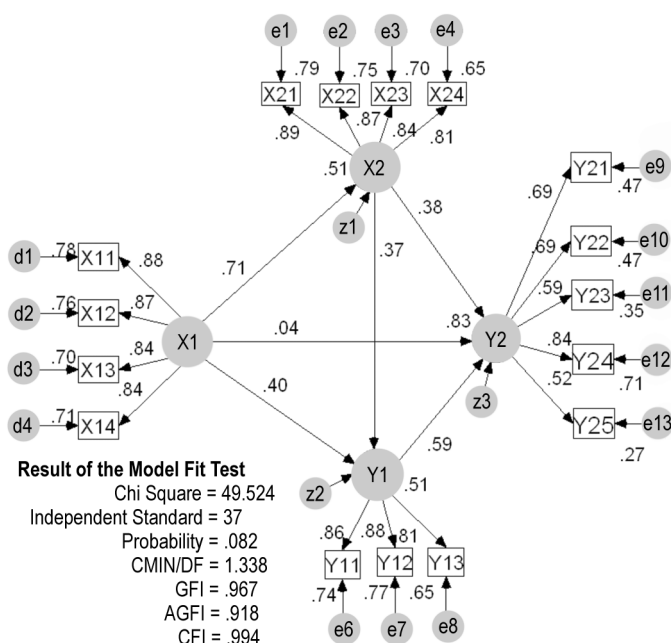 e1 e2 e3 e4
.79 .75 .70 .65
X21 X22 X23 X24
.89 .87 .84 .81
.51 X2
z1
e9
Y21
.47
.69
e10
Y22
.47
.69
e11
Y23
.35
.59
e12
Y24
.71
.84
e13
Y25
.27
.52
.38
.37
.71
d1 .78 X11 .88
d2 .76 X12 .87
d3 .70 X13 .84
d4 .71 X14 .84
X1
.04
.83
Y2
z3
.40
.59
Y1
.51
z2
.86 .88 .81
Y11 Y12 Y13
.74 .77 .65
e6 e7 e8
Result of the Model Fit Test
Chi Square = 49.524
Independent Standard = 37
Probability = .082
CMIN/DF = 1.338
GFI = .967
AGFI = .918
CFI = .994